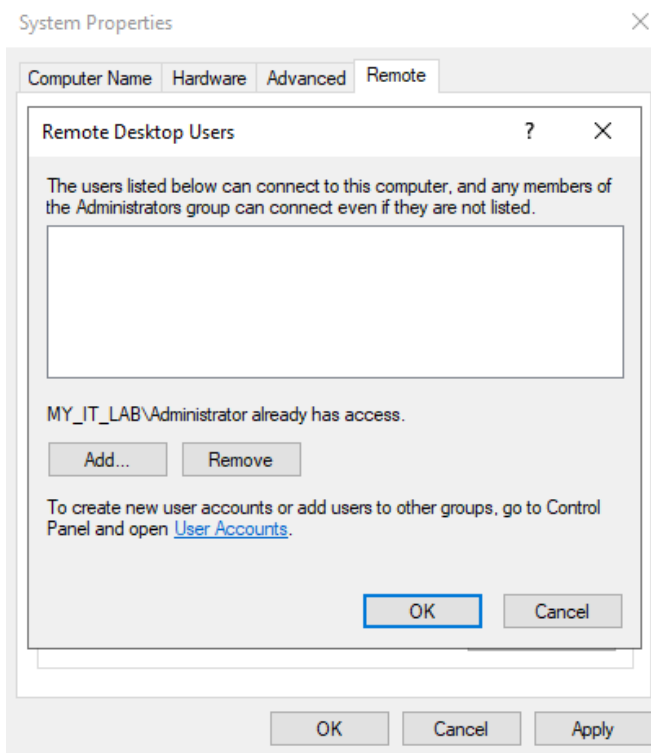 System Properties
Computer Name Hardware Advanced Remote
Remote Desktop Users ?
The users listed below can connect to this computer, and any members of
the Administrators group can connect even if they are not listed.
MY_IT_LAB\Administrator already has access.
Add... Remove
To create new user accounts or add users to other groups, go to Control
Panel and open User Accounts.
OK Cancel
OK Cancel Apply